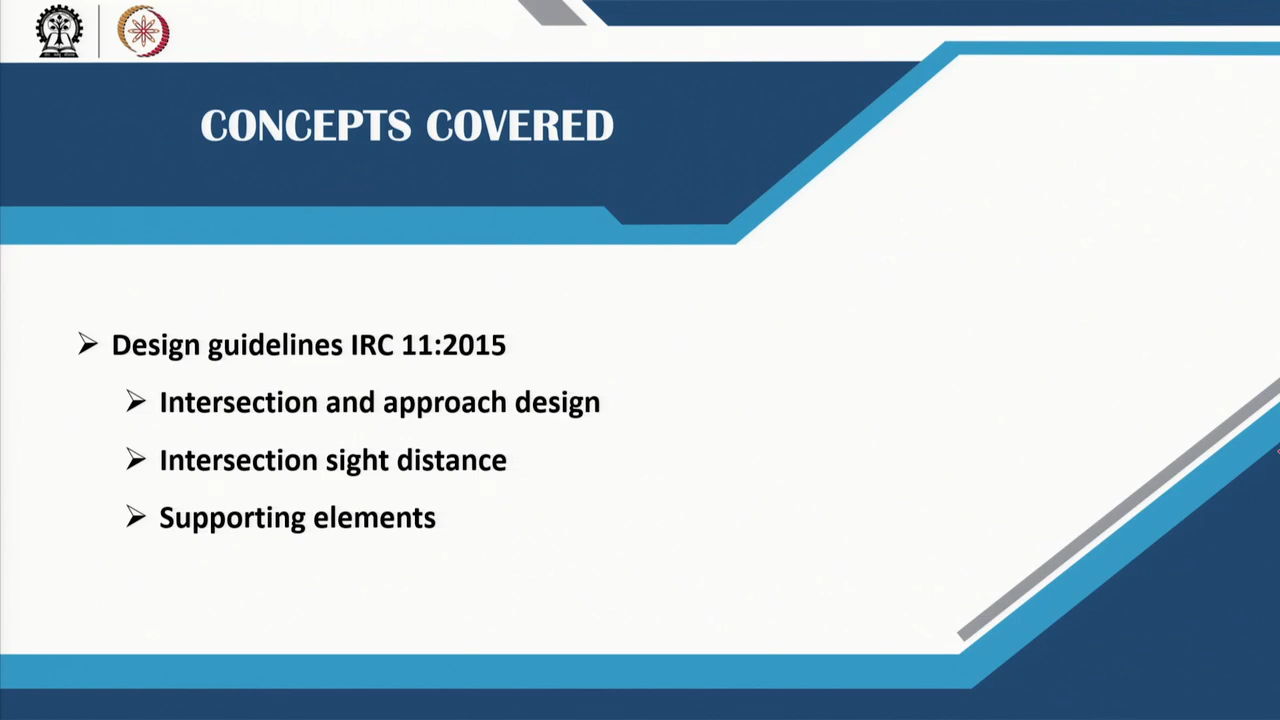 CONCEPTS COVERED
➢ Design guidelines IRC 11:2015
➢ Intersection and approach design
➢ Intersection sight distance
➢ Supporting elements